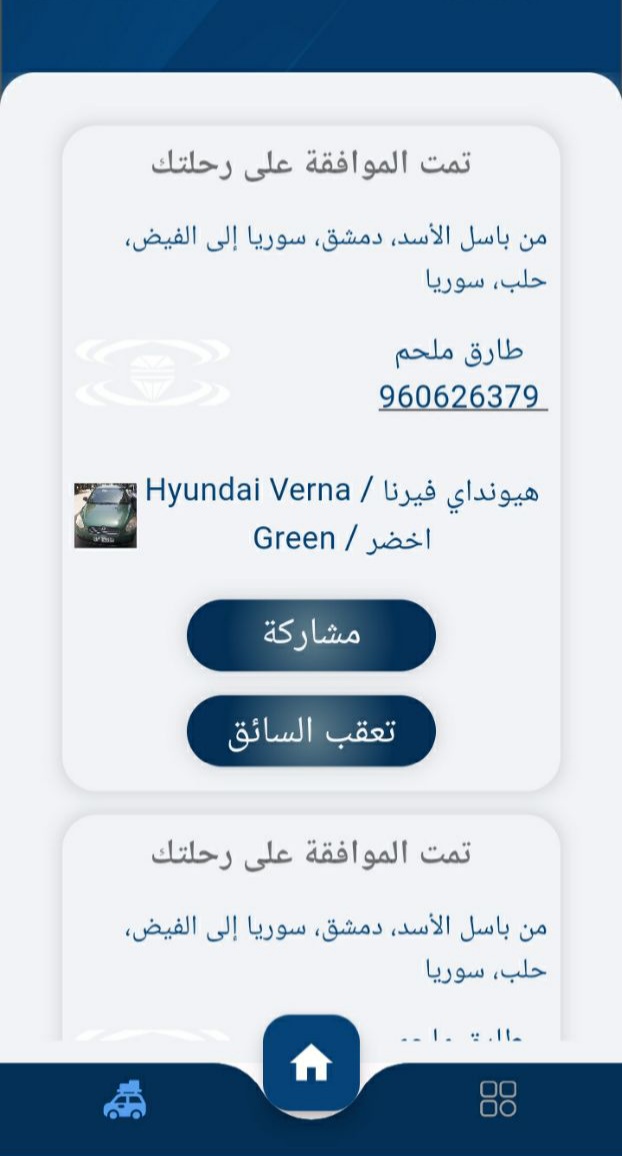 تمت الموافقة على رحلتك
من باسل الأسد، دمشق، سوريا إلى الفيض،
حلب، سوريا
طارق ملحم
960626379
هيونداي فيرنا / Hyundai Verna
اخضر / Green
مشاركة
تعقب السائق
تمت الموافقة على رحلتك
من باسل الأسد، دمشق، سوريا إلى الفيض،
حلب، سوريا